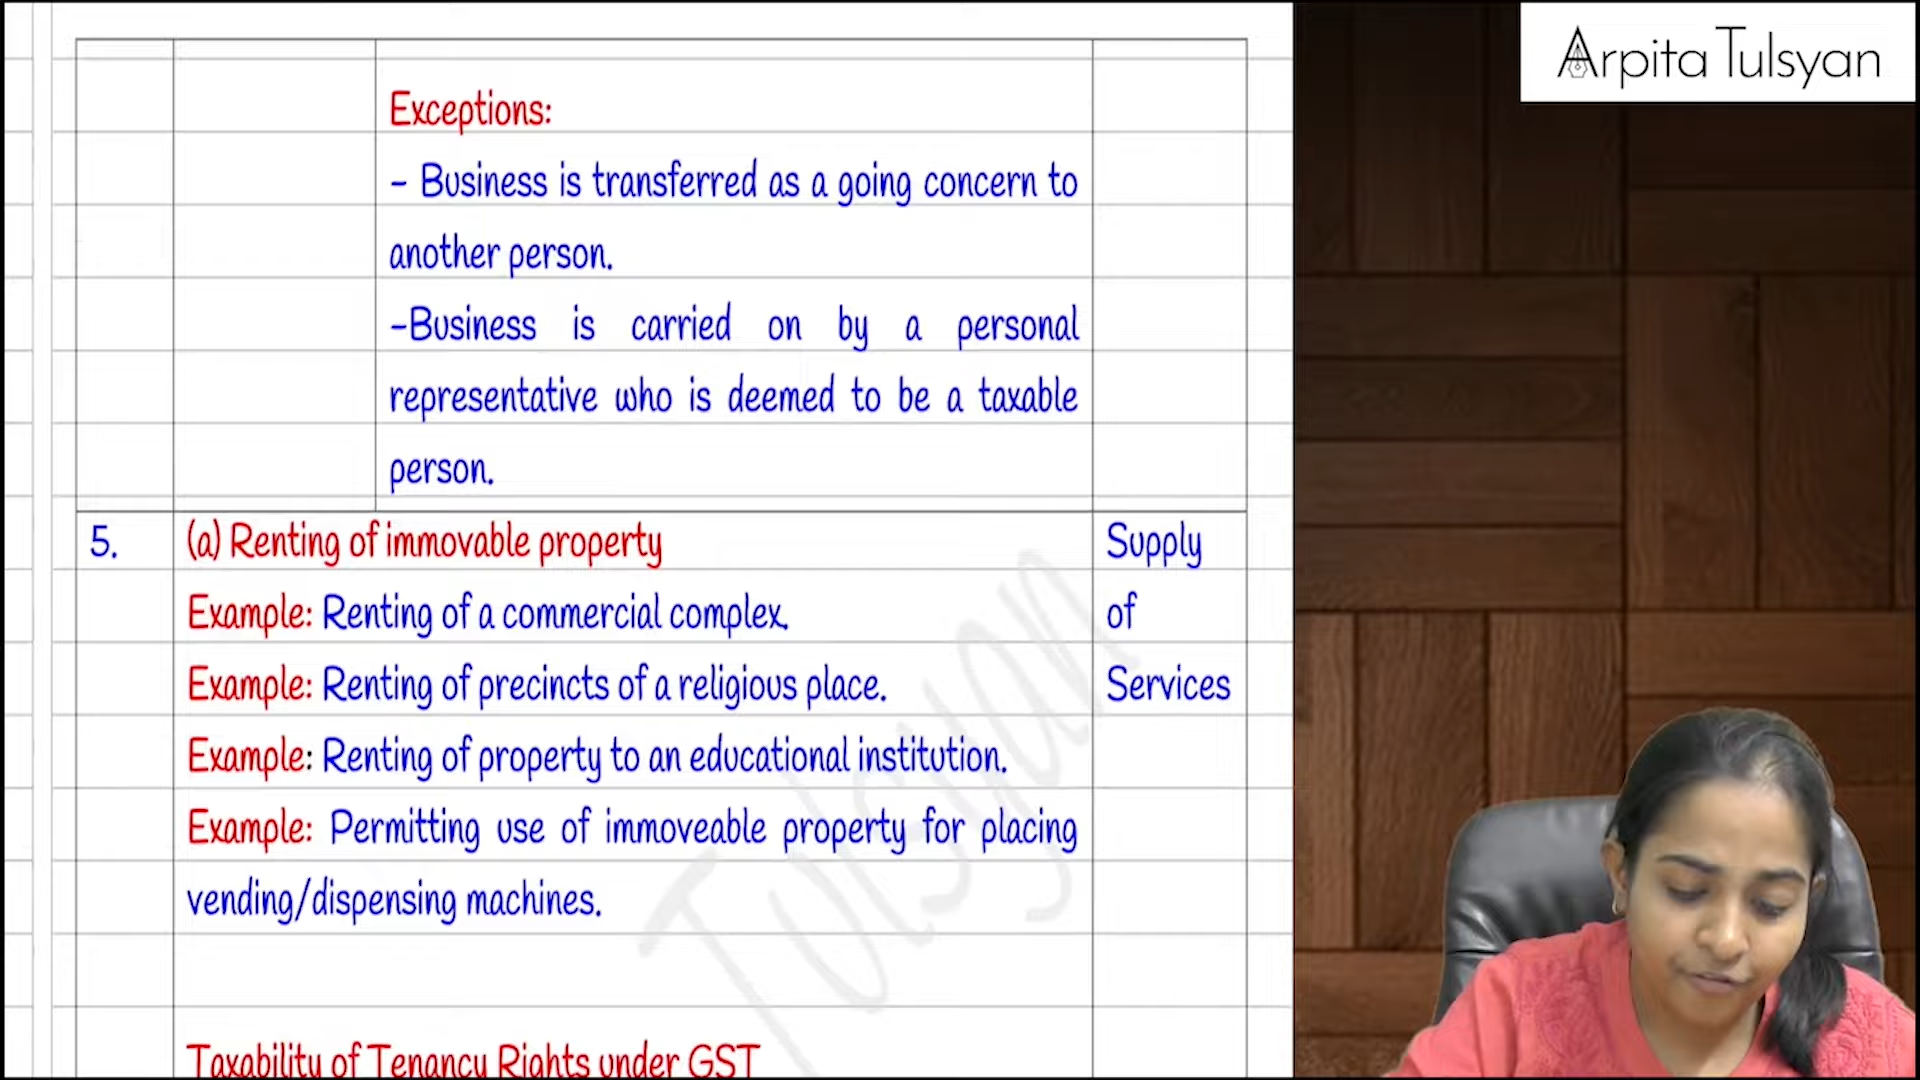 Arpita Tulsyan
Exceptions:
- Business is transferred as a going concern to
another person.
-Business is carried on by a personal
representative who is deemed to be a taxable
person.
5. (a) Renting of immovable property Supply
Example: Renting of a commercial complex. of
Example: Renting of precincts of a religious place. Services
Example: Renting of property to an educational institution.
Example: Permitting use of immoveable property for placing
vending/dispensing machines.
Tulsyan
Taxability of Tenancy Rights under GST